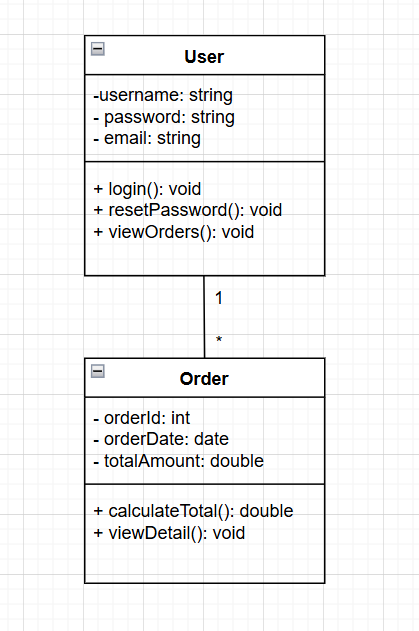 User
-username: string
- password: string
- email: string
+ login(): void
+ resetPassword(): void
+ viewOrders(): void
1
*
Order
- orderId: int
- orderDate: date
- totalAmount: double
+ calculateTotal(): double
+ viewDetail(): void